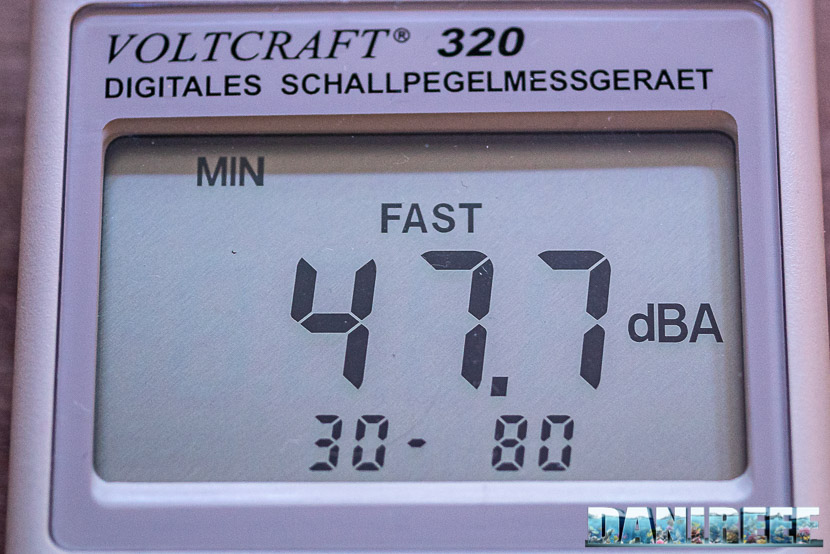 VOLTCRAFT® 320
DIGITALES SCHALLPEGELMESSGERAET
MIN
FAST
47.7 dBA
30 - 80
DANIREEF